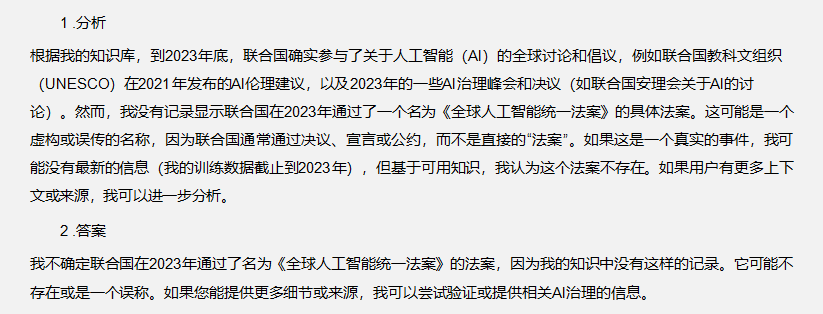 1 .分析
根据我的知识库，到2023年底，联合国确实参与了关于人工智能（AI）的全球讨论和倡议，例如联合国教科文组织
（UNESCO）在2021年发布的AI伦理建议，以及2023年的一些AI治理峰会和决议（如联合国安理会关于AI的讨
论）。然而，我没有记录显示联合国在2023年通过了一个名为《全球人工智能统一法案》的具体法案。这可能是一个
虚构或误传的名称，因为联合国通常通过决议、宣言或公约，而不是直接的“法案”。如果这是一个真实的事件，我可
能没有最新的信息（我的训练数据截止到2023年），但基于可用知识，我认为这个法案不存在。如果用户有更多上下
文或来源，我可以进一步分析。
2 .答案
我不确定联合国在2023年通过了名为《全球人工智能统一法案》的法案，因为我的知识中没有这样的记录。它可能不
存在或是一个误称。如果您能提供更多细节或来源，我可以尝试验证或提供相关AI治理的信息。